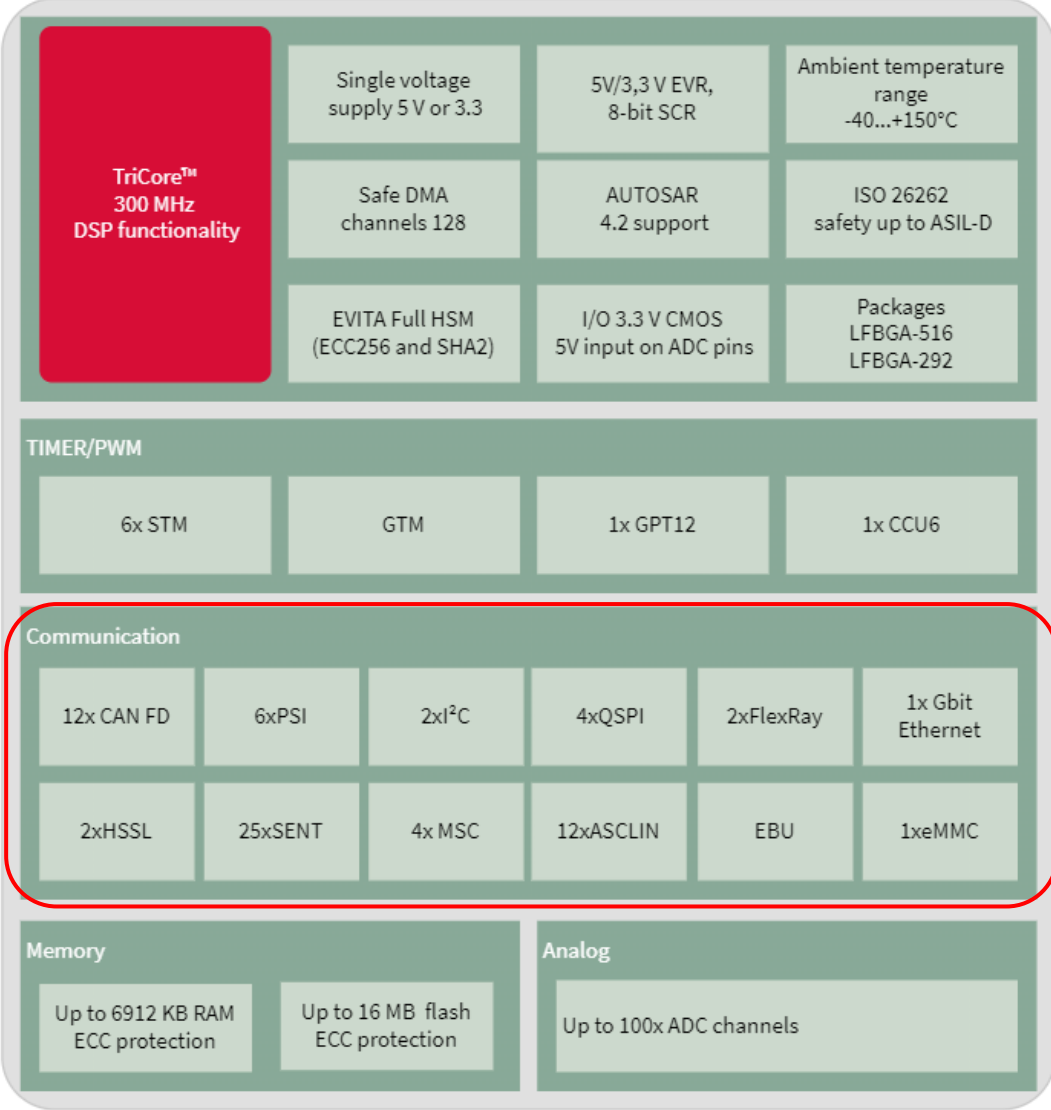 TriCore™
300 MHz
DSP functionality
Single voltage
supply 5 V or 3.3
5V/3,3 V EVR,
8-bit SCR
Ambient temperature
range
-40...+150°C
Safe DMA
channels 128
AUTOSAR
4.2 support
ISO 26262
safety up to ASIL-D
EVITA Full HSM
(ECC256 and SHA2)
I/O 3.3 V CMOS
5V input on ADC pins
Packages
LFBGA-516
LFBGA-292
TIMER/PWM
6x STM
GTM
1x GPT12
1x CCU6
Communication
12x CAN FD
6xPSI
2xI²C
4xQSPI
2xFlexRay
1x Gbit
Ethernet
2xHSSL
25xSENT
4x MSC
12xASCLIN
EBU
1xeMMC
Memory
Up to 6912 KB RAM
ECC protection
Up to 16 MB flash
ECC protection
Analog
Up to 100x ADC channels